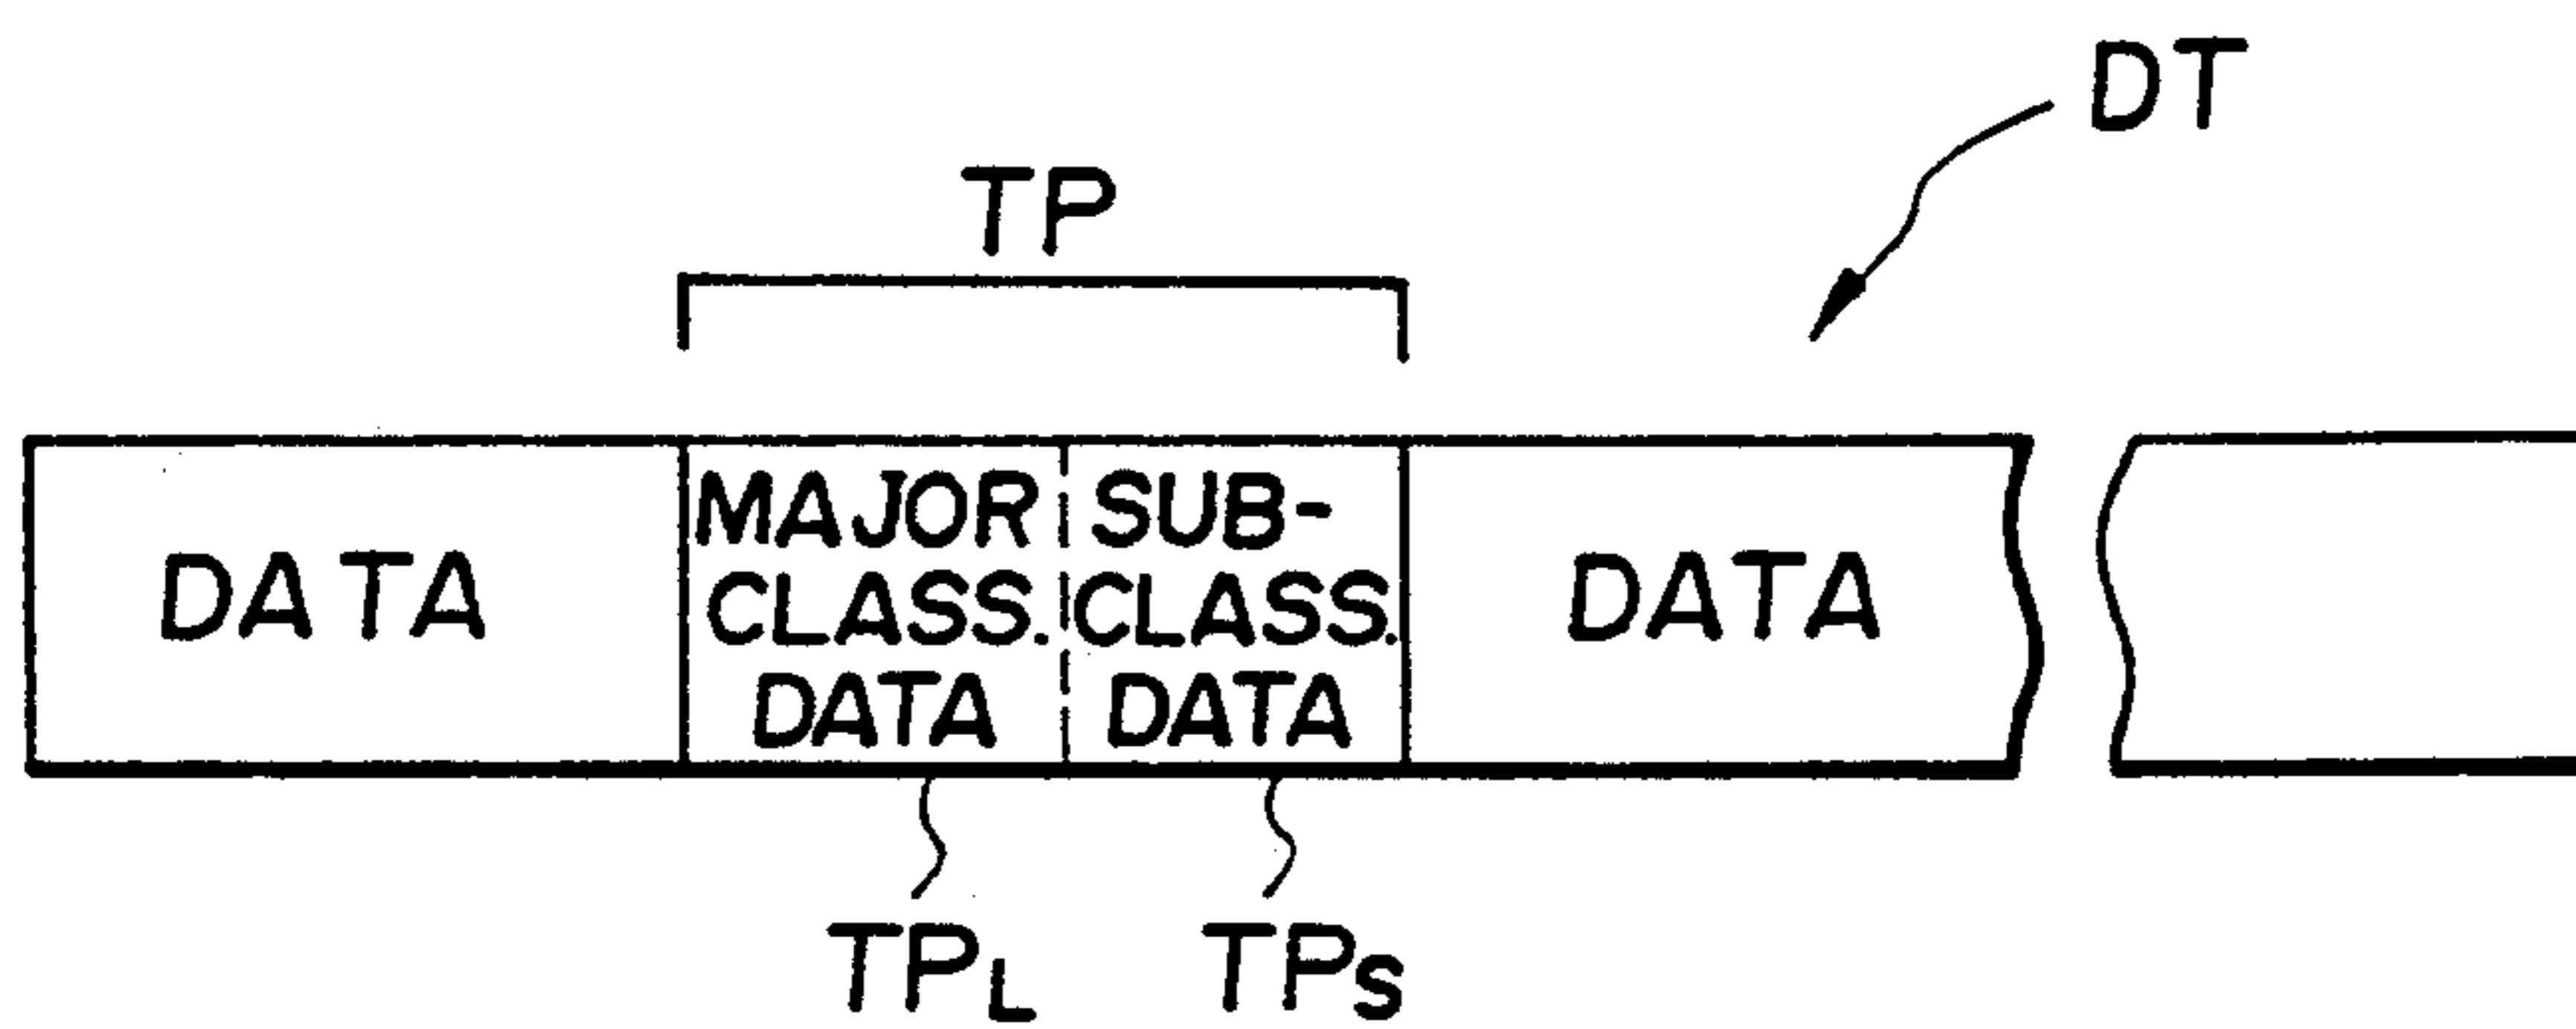 DT
TP
DATA
MAJOR
CLASS.
DATA
SUB-
CLASS.
DATA
DATA
TPL
TPS